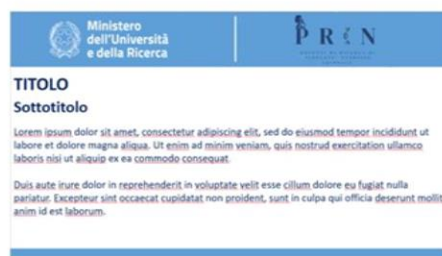 Ministero
dell'Università
e della Ricerca
PRIN
TITOLO
Sottotitolo
Lorem ipsum dolor sit amet, consectetur adipiscing elit, sed do eiusmod tempor incididunt ut
labore et dolore magna aliqua. Ut enim ad minim veniam, quis nostrud exercitation ullamco
laboris nisi ut aliquip ex ea commodo consequat.
Duis aute irure dolor in reprehenderit in voluptate velit esse cillum dolore eu fugiat nulla
pariatur. Excepteur sint occaecat cupidatat non proident, sunt in culpa qui officia deserunt mollit
anim id est laborum.